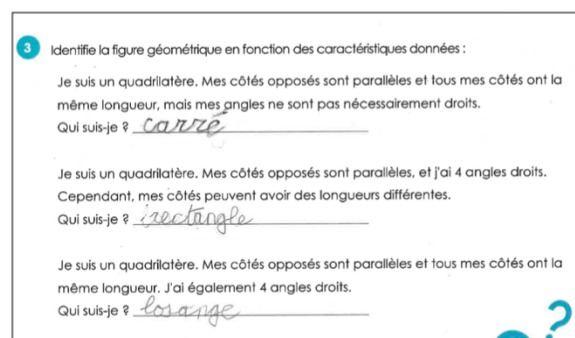 3 Identifie la figure géométrique en fonction des caractéristiques données :
Je suis un quadrilatère. Mes côtés opposés sont parallèles et tous mes côtés ont la
même longueur, mais mes angles ne sont pas nécessairement droits.
Qui suis-je ? carré
Je suis un quadrilatère. Mes côtés opposés sont parallèles, et j'ai 4 angles droits.
Cependant, mes côtés peuvent avoir des longueurs différentes.
Qui suis-je ? rectangle
Je suis un quadrilatère. Mes côtés opposés sont parallèles et tous mes côtés ont la
même longueur. J'ai également 4 angles droits.
Qui suis-je ? losange
?